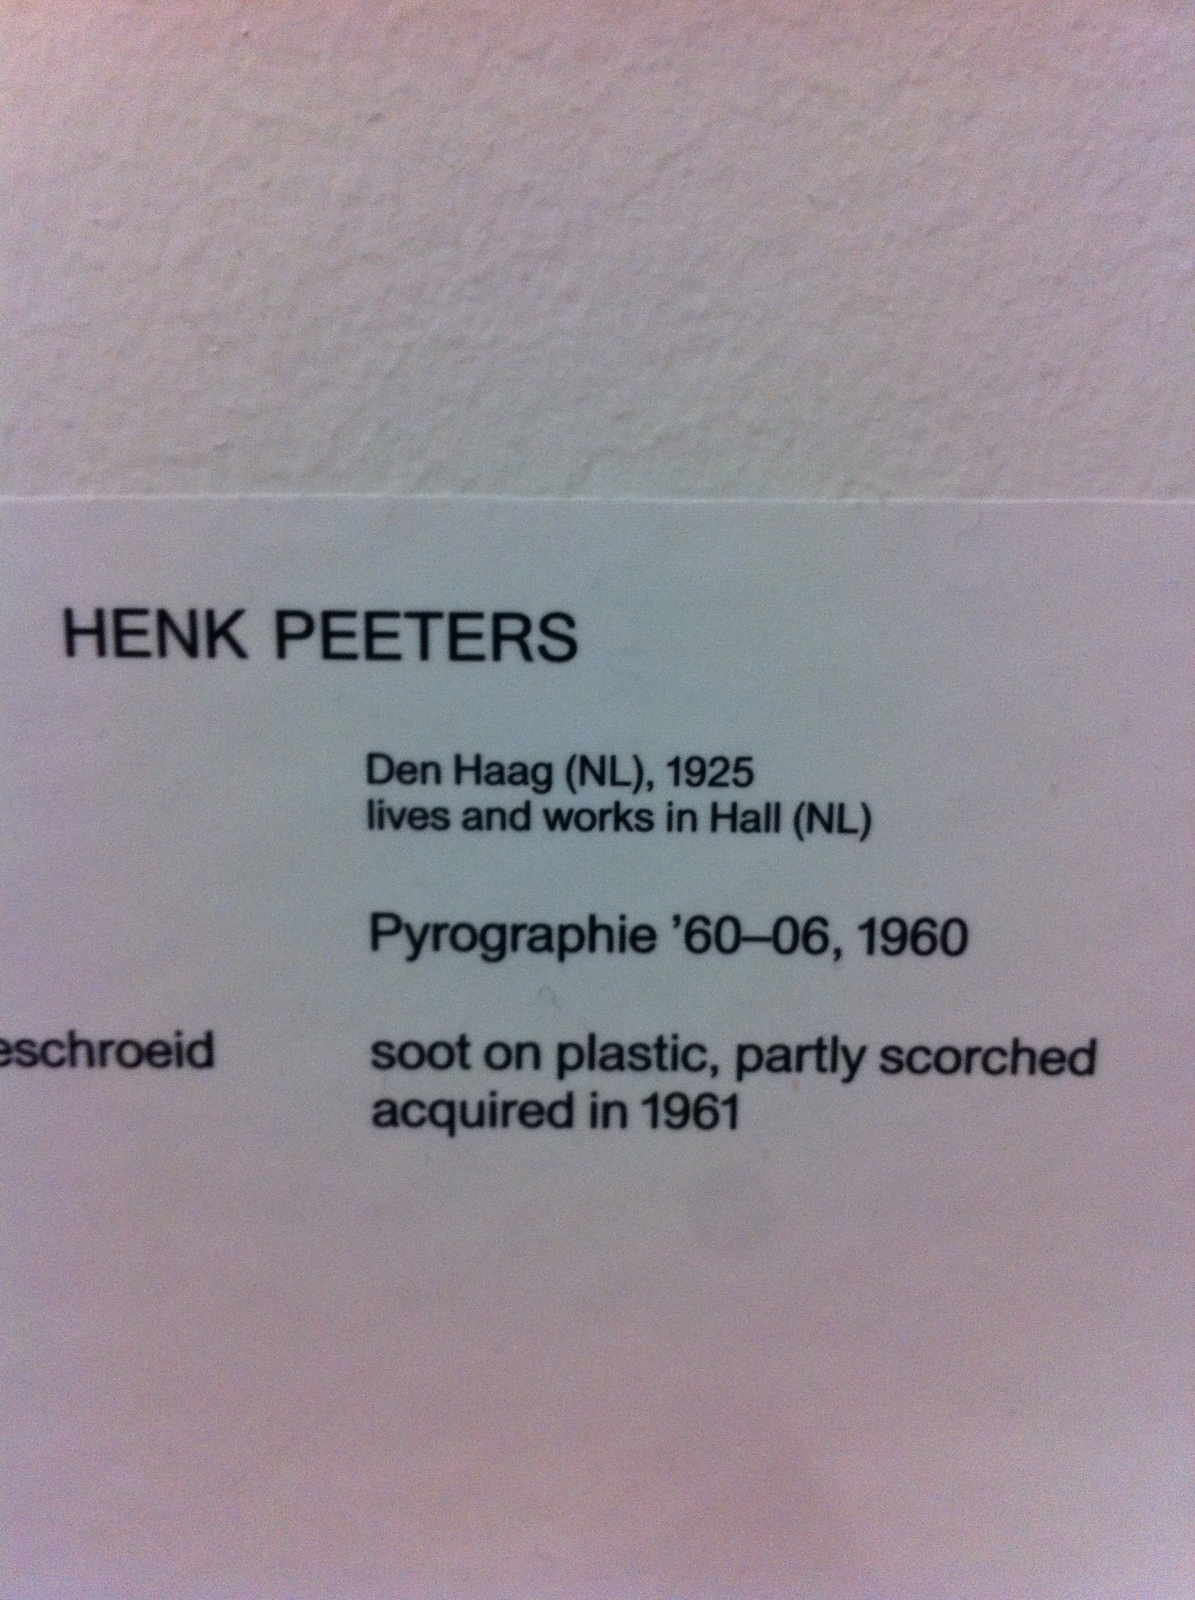 HENK PEETERS
Den Haag (NL), 1925
lives and works in Hall (NL)
Pyrographie '60–06, 1960
eschroeid soot on plastic, partly scorched
acquired in 1961